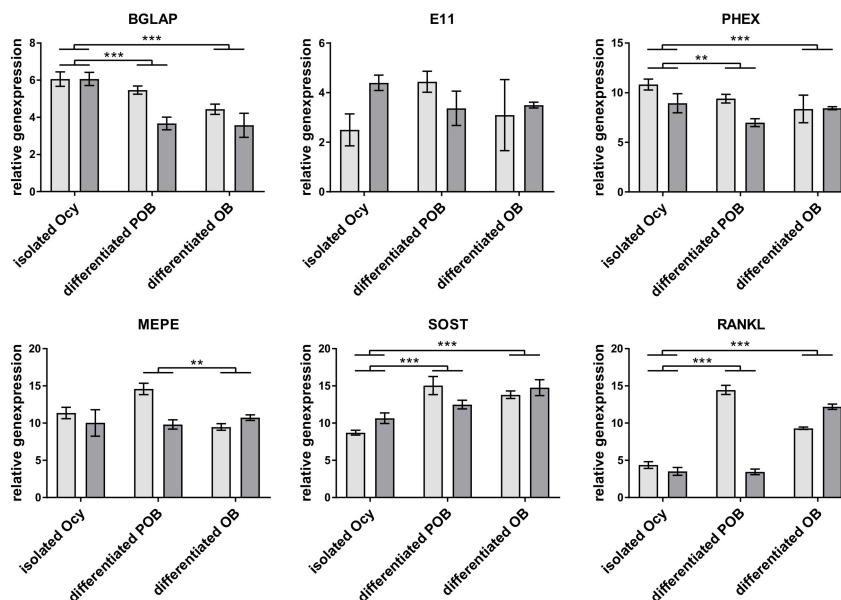 BGLAP
relative genexpression
8
6
4
2
0
***
***
isolated Ocy
differentiated POB
differentiated OB
E11
relative genexpression
6
4
2
0
isolated Ocy
differentiated POB
differentiated OB
PHEX
relative genexpression
15
10
5
0
***
**
isolated Ocy
differentiated POB
differentiated OB
MEPE
relative genexpression
20
15
10
5
0
**
isolated Ocy
differentiated POB
differentiated OB
SOST
relative genexpression
20
15
10
5
0
***
***
isolated Ocy
differentiated POB
differentiated OB
RANKL
relative genexpression
20
15
10
5
0
***
***
isolated Ocy
differentiated POB
differentiated OB